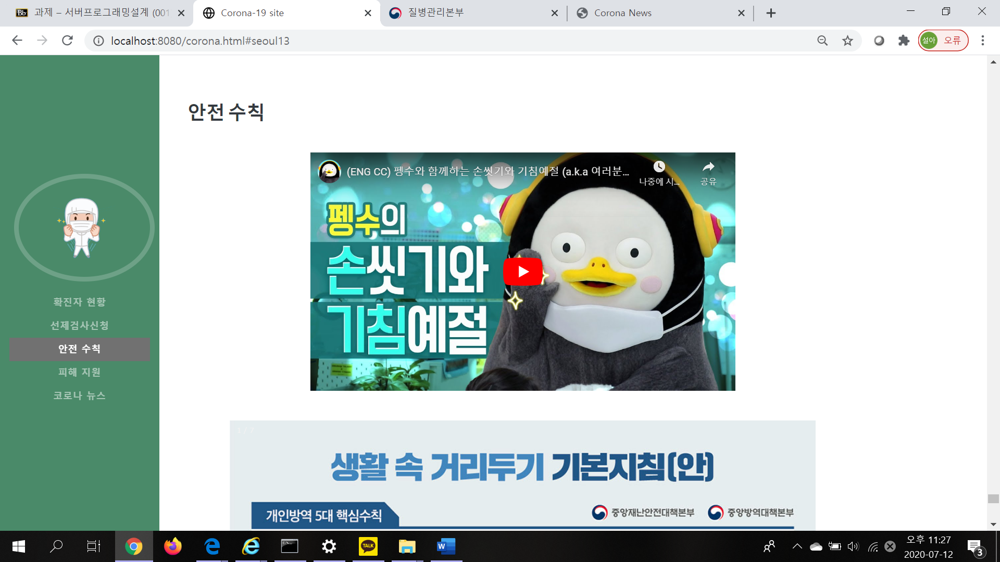 과제 – 서버프로그래밍설계 (001
Corona-19 site
질병관리본부
Corona News
localhost:8080/corona.html#seoul13
설아 오류
안전 수칙
(ENG CC) 펭수와 함께하는 손씻기와 기침예절 (a.k.a 여러분...
나중에 시...
공유
펭수의
손씻기와
기침예절
확진자 현황
선제검사신청
안전 수칙
피해 지원
코로나 뉴스
1 / 7
생활 속 거리두기 기본지침(안)
개인방역 5대 핵심수칙
중앙재난안전대책본부
중앙방역대책본부
TALK
오후 11:27
2020-07-12
3